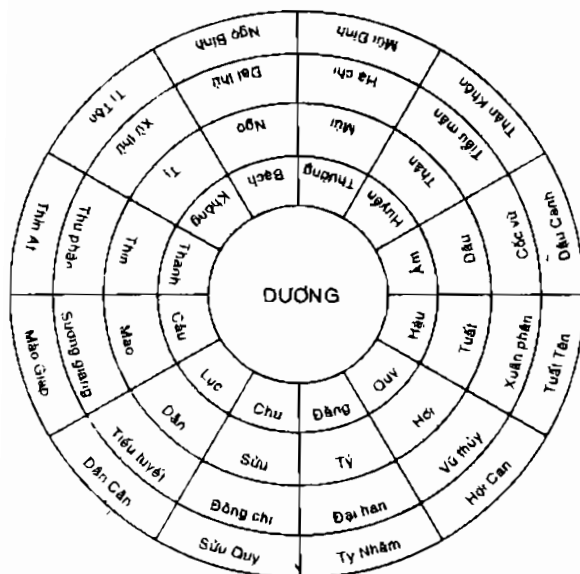 Ngọ Bính
Mùi Đinh
Thân Khôn
Dậu Canh
Tuất Tân
Hợi Càn
Tý Nhâm
Sửu Quý
Dần Cấn
Mão Giáp
Thìn Ất
Tị Tốn
Đại thử
Hạ chí
Tiểu mãn
Cốc vũ
Xuân phân
Vũ thủy
Đại hàn
Đông chí
Tiểu tuyết
Sương giáng
Thu phân
Xử thử
Ngọ
Mùi
Thân
Dậu
Tuất
Hợi
Tý
Sửu
Dần
Mão
Thìn
Tị
Bạch
Thường
Huyền
Âm
Hậu
Quý
Đằng
Chu
Lục
Câu
Thanh
Không
DƯƠNG